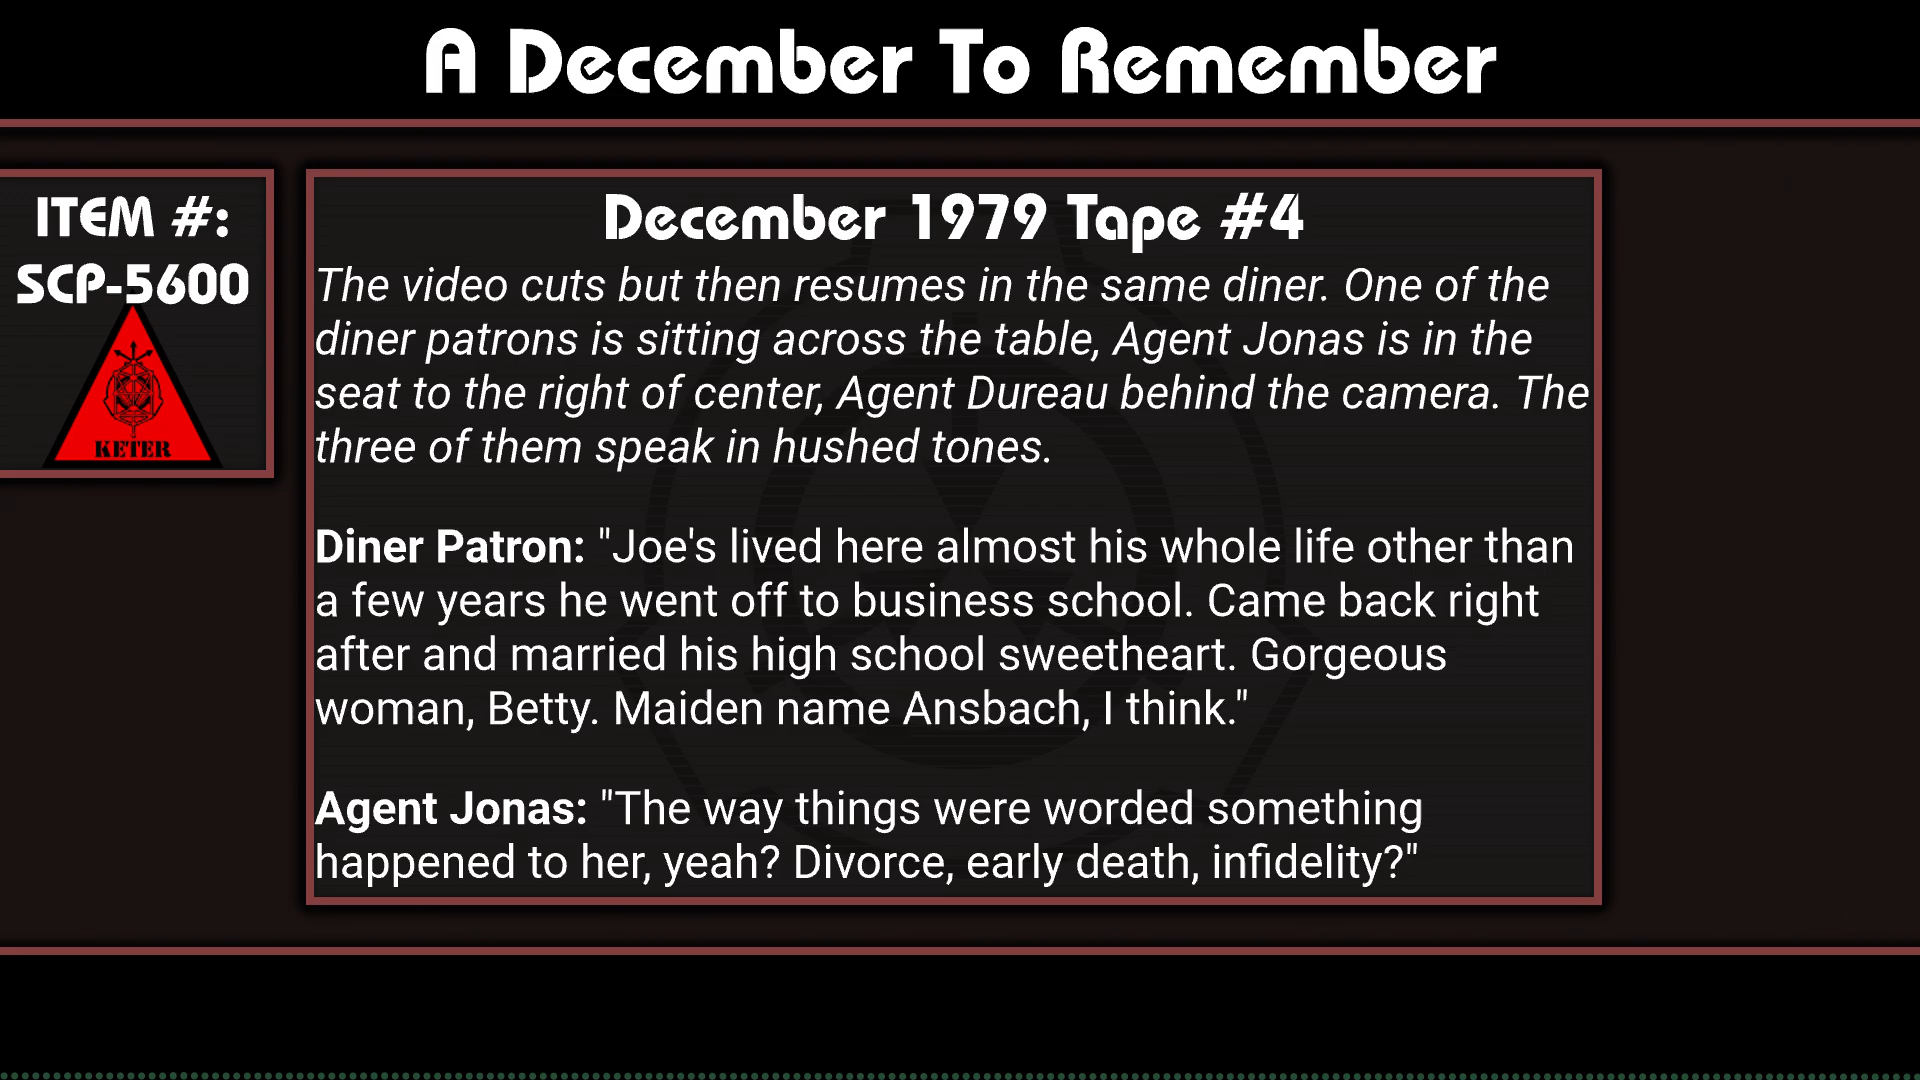 A December To Remember
ITEM #:
SCP-5600
KETER
December 1979 Tape #4
The video cuts but then resumes in the same diner. One of the
diner patrons is sitting across the table, Agent Jonas is in the
seat to the right of center, Agent Dureau behind the camera. The
three of them speak in hushed tones.
Diner Patron: "Joe's lived here almost his whole life other than
a few years he went off to business school. Came back right
after and married his high school sweetheart. Gorgeous
woman, Betty. Maiden name Ansbach, I think."
Agent Jonas: "The way things were worded something
happened to her, yeah? Divorce, early death, infidelity?"